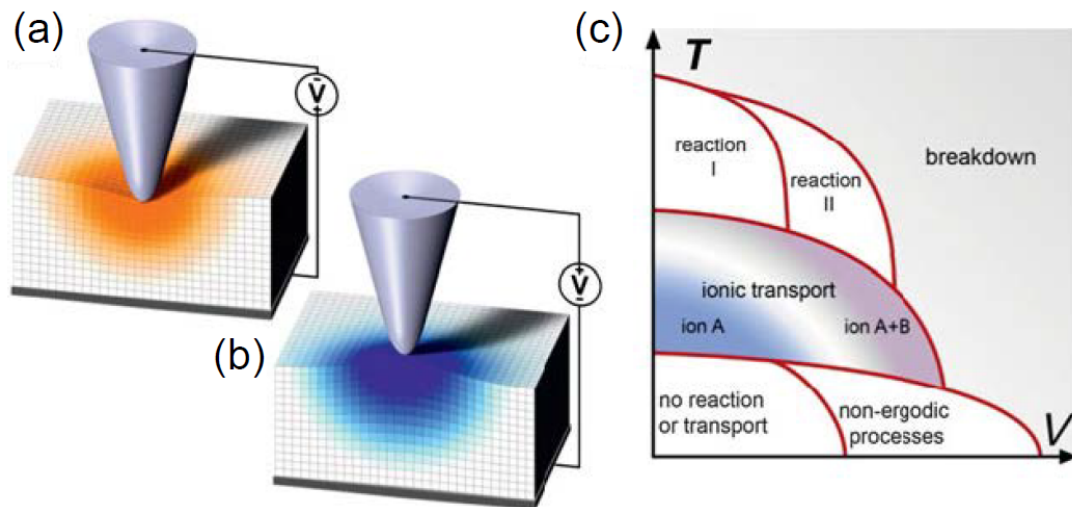 (a)
-
V
+
(b)
+
V
-
(c)
T
reaction
I
reaction
II
breakdown
ionic transport
ion A
ion A+B
no reaction
or transport
non-ergodic
processes
V